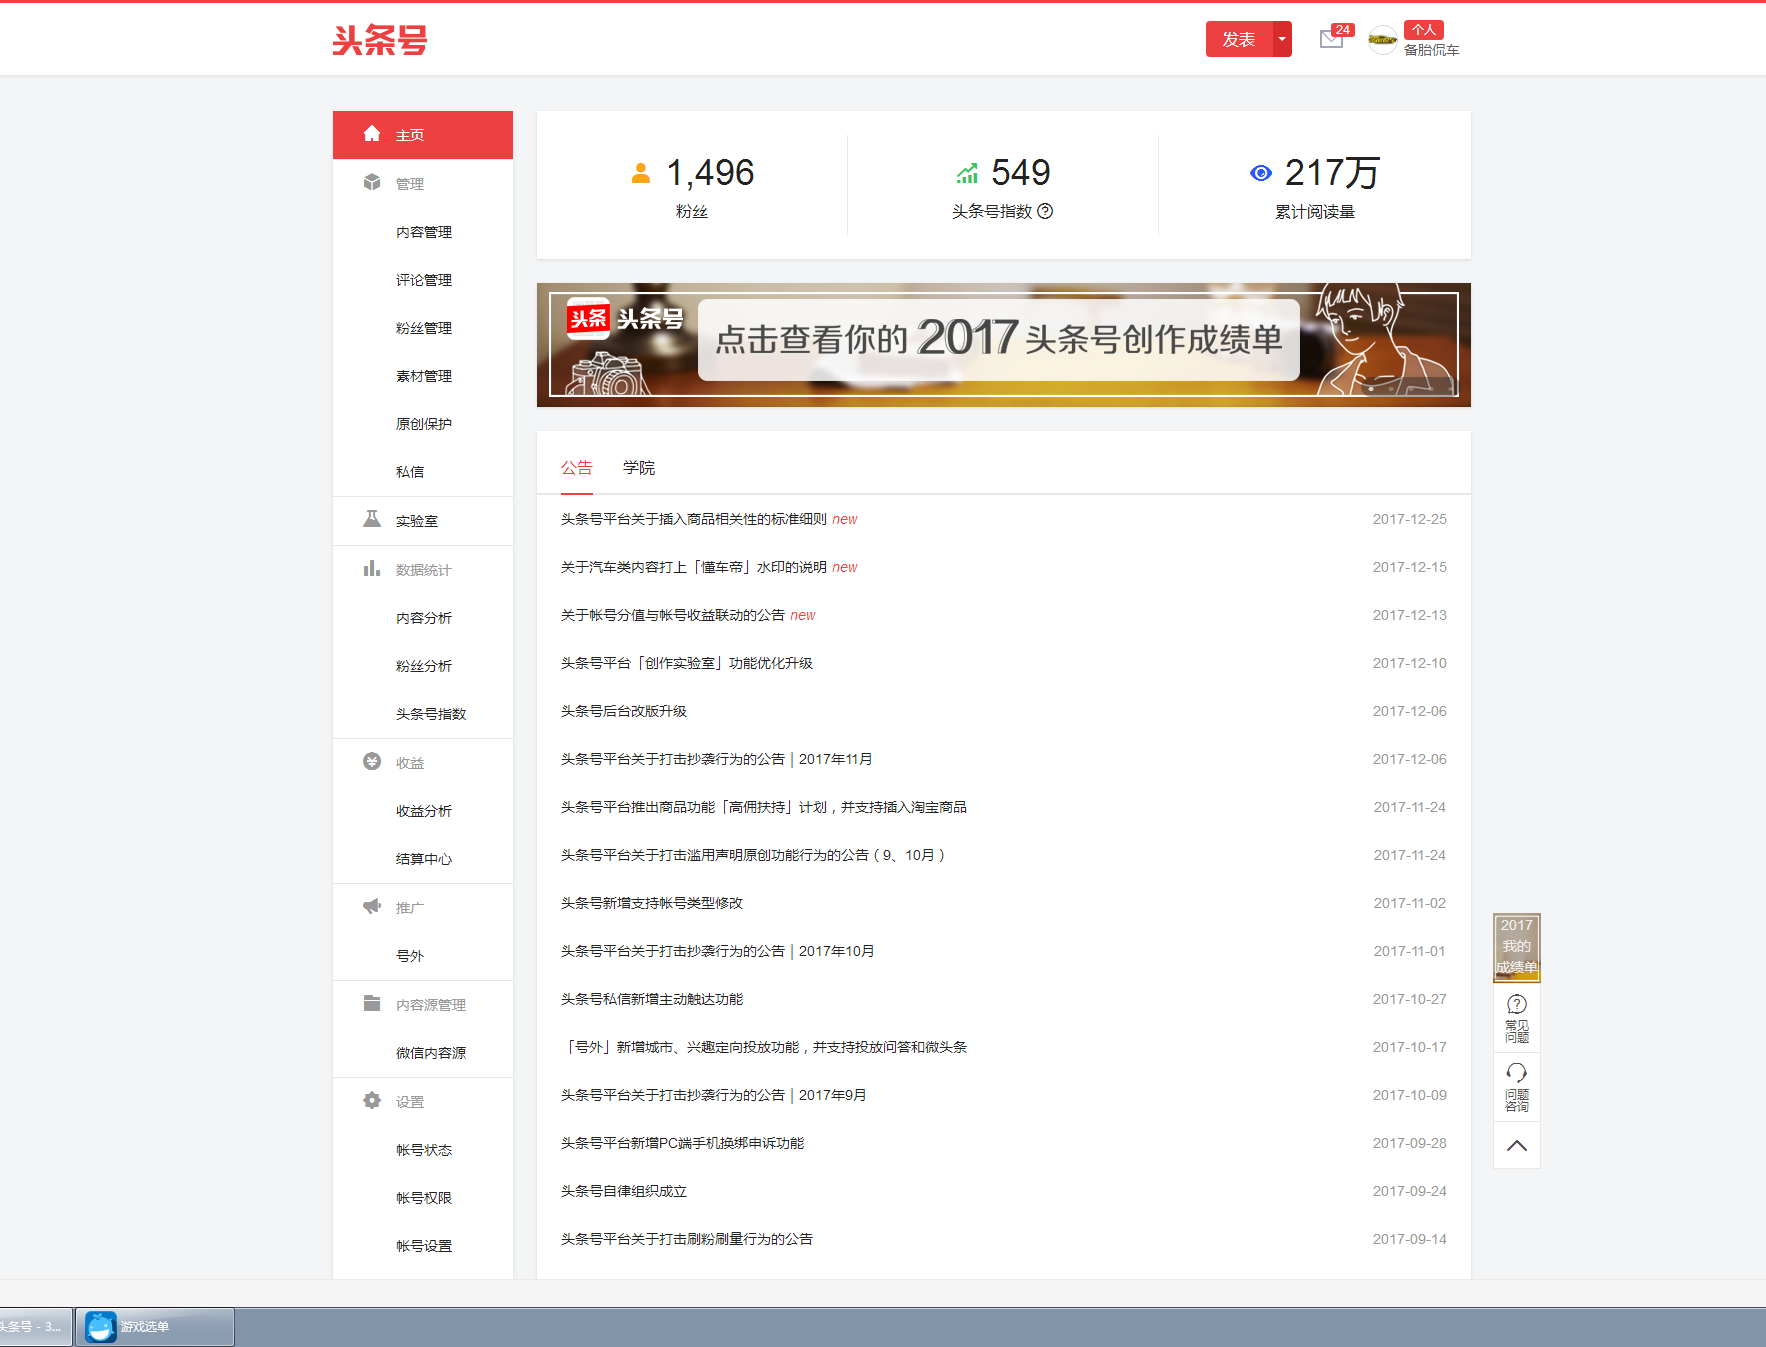 头条号
发表
24
个人
备胎侃车
主页
管理
内容管理
评论管理
粉丝管理
素材管理
原创保护
私信
实验室
数据统计
内容分析
粉丝分析
头条号指数
收益
收益分析
结算中心
推广
号外
内容源管理
微信内容源
设置
帐号状态
帐号权限
帐号设置
1,496
粉丝
549
头条号指数
217万
累计阅读量
头条 头条号
点击查看你的 2017 头条号创作成绩单
公告 学院
头条号平台关于插入商品相关性的标准细则 new 2017-12-25
关于汽车类内容打上「懂车帝」水印的说明 new 2017-12-15
关于帐号分值与帐号收益联动的公告 new 2017-12-13
头条号平台「创作实验室」功能优化升级 2017-12-10
头条号后台改版升级 2017-12-06
头条号平台关于打击抄袭行为的公告｜2017年11月 2017-12-06
头条号平台推出商品功能「高佣扶持」计划，并支持插入淘宝商品 2017-11-24
头条号平台关于打击滥用声明原创功能行为的公告（9、10月） 2017-11-24
头条号新增支持帐号类型修改 2017-11-02
头条号平台关于打击抄袭行为的公告｜2017年10月 2017-11-01
头条号私信新增主动触达功能 2017-10-27
「号外」新增城市、兴趣定向投放功能，并支持投放问答和微头条 2017-10-17
头条号平台关于打击抄袭行为的公告｜2017年9月 2017-10-09
头条号平台新增PC端手机换绑申诉功能 2017-09-28
头条号自律组织成立 2017-09-24
头条号平台关于打击刷粉刷量行为的公告 2017-09-14
2017
我的
成绩单
常见
问题
问题
咨询
头条号 - 3...
游戏选单